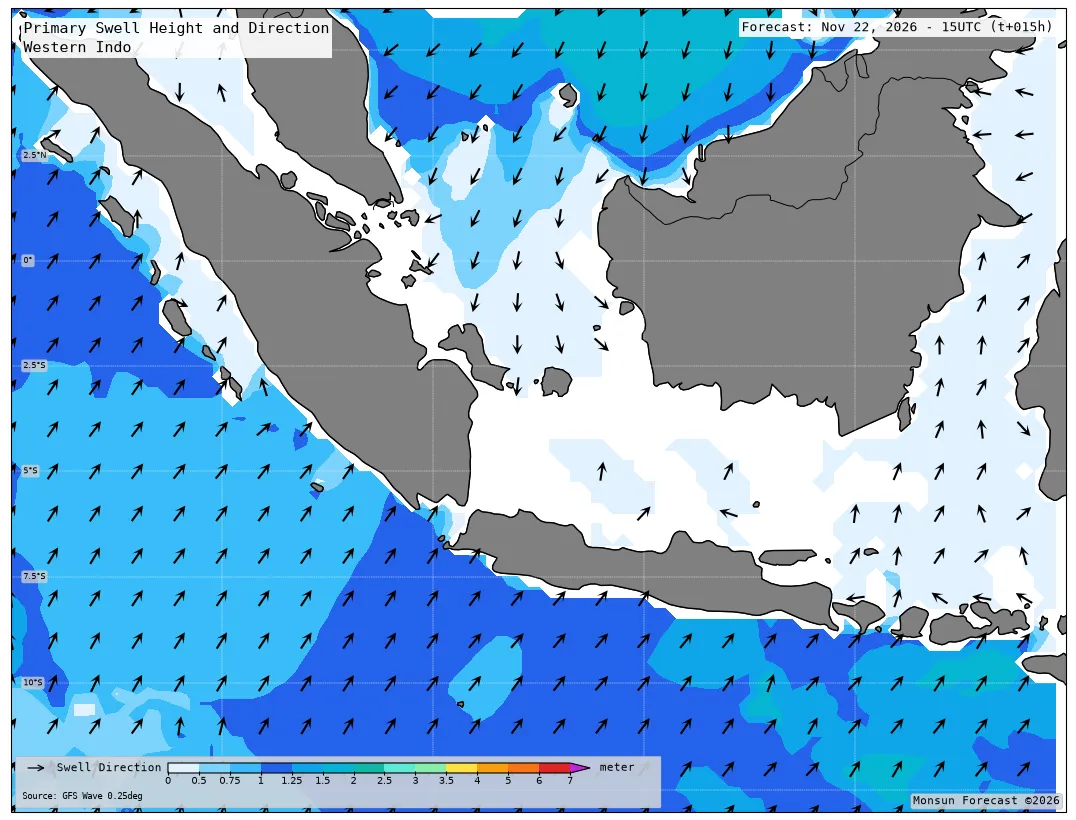 Primary Swell Height and Direction
Western Indo
Forecast: Nov 22, 2026 - 15UTC (t+015h)
2.5°N
0°
2.5°S
5°S
7.5°S
10°S
Swell Direction
0 0.5 0.75 1 1.25 1.5 2 2.5 3 3.5 4 5 6 7
meter
Source: GFS Wave 0.25deg
Monsun Forecast ©2026